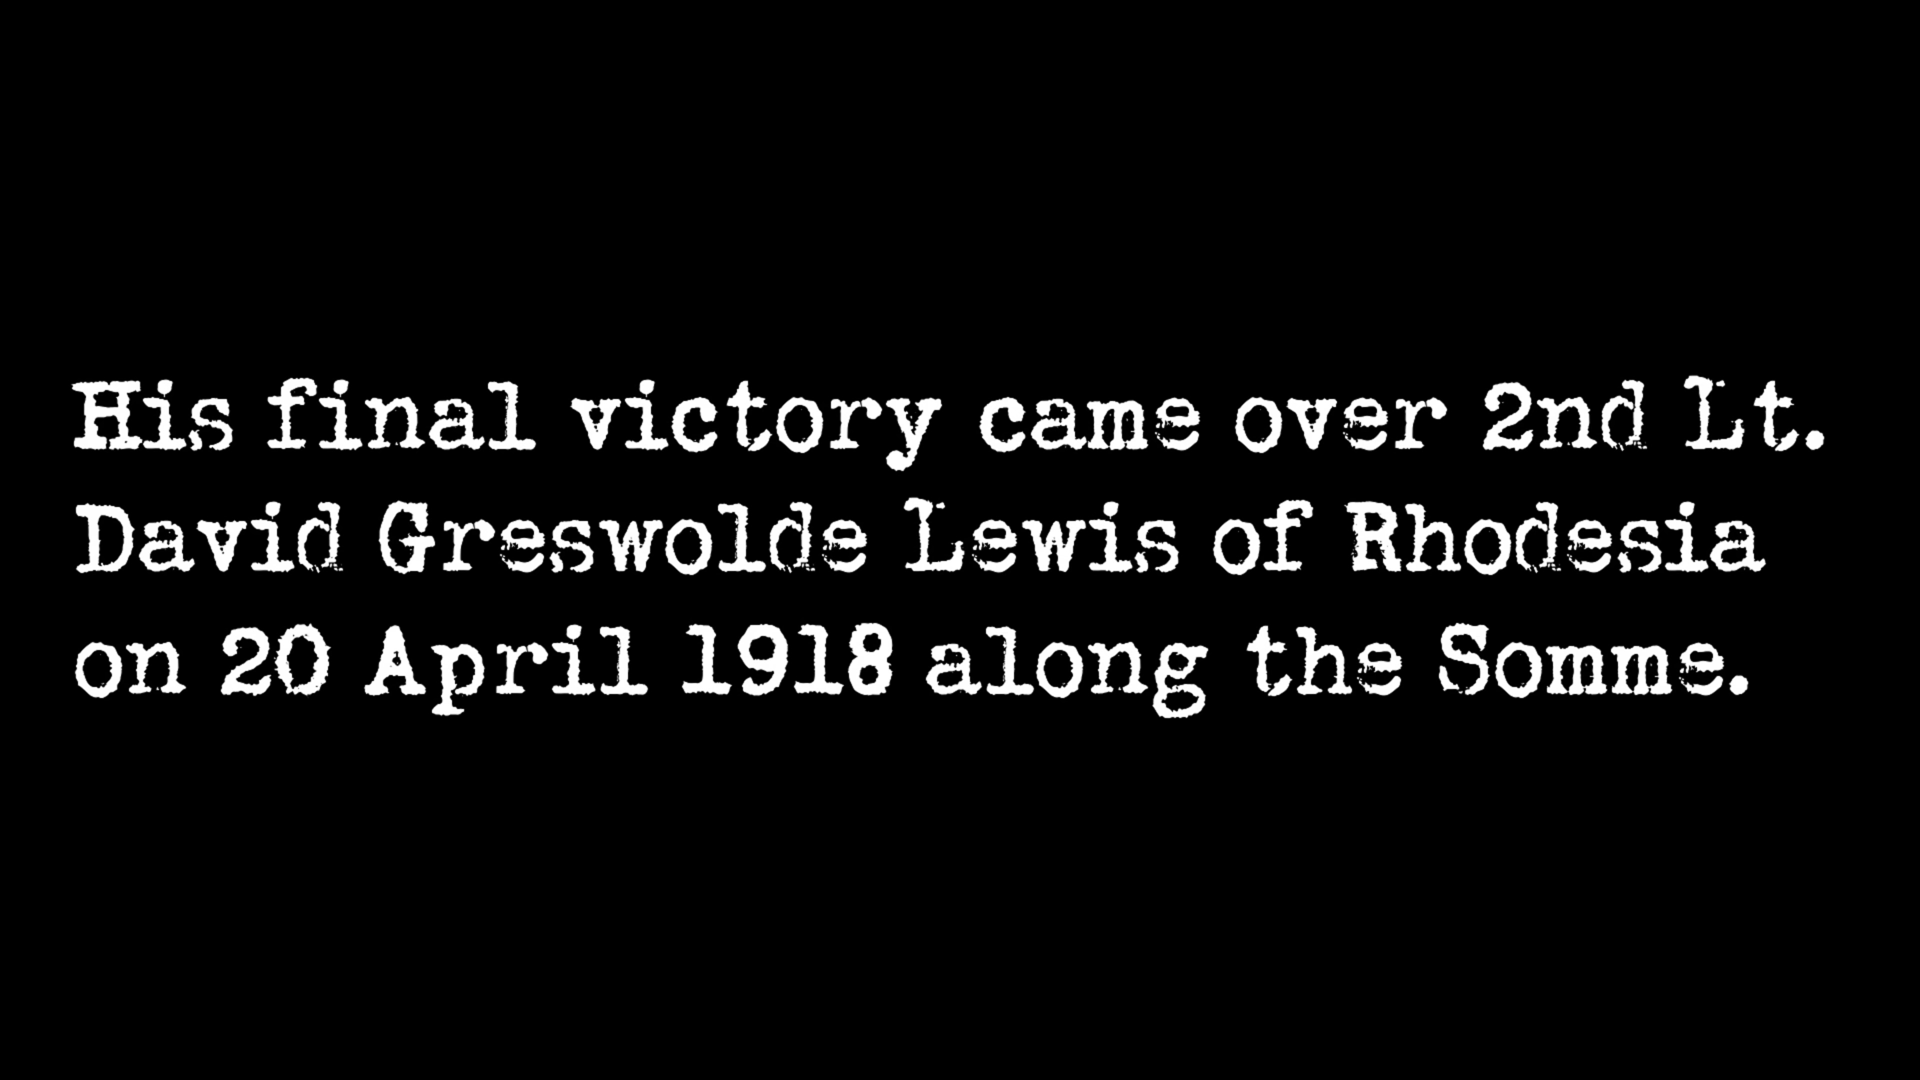 His final victory came over 2nd Lt.
David Greswolde Lewis of Rhodesia
on 20 April 1918 along the Somme.